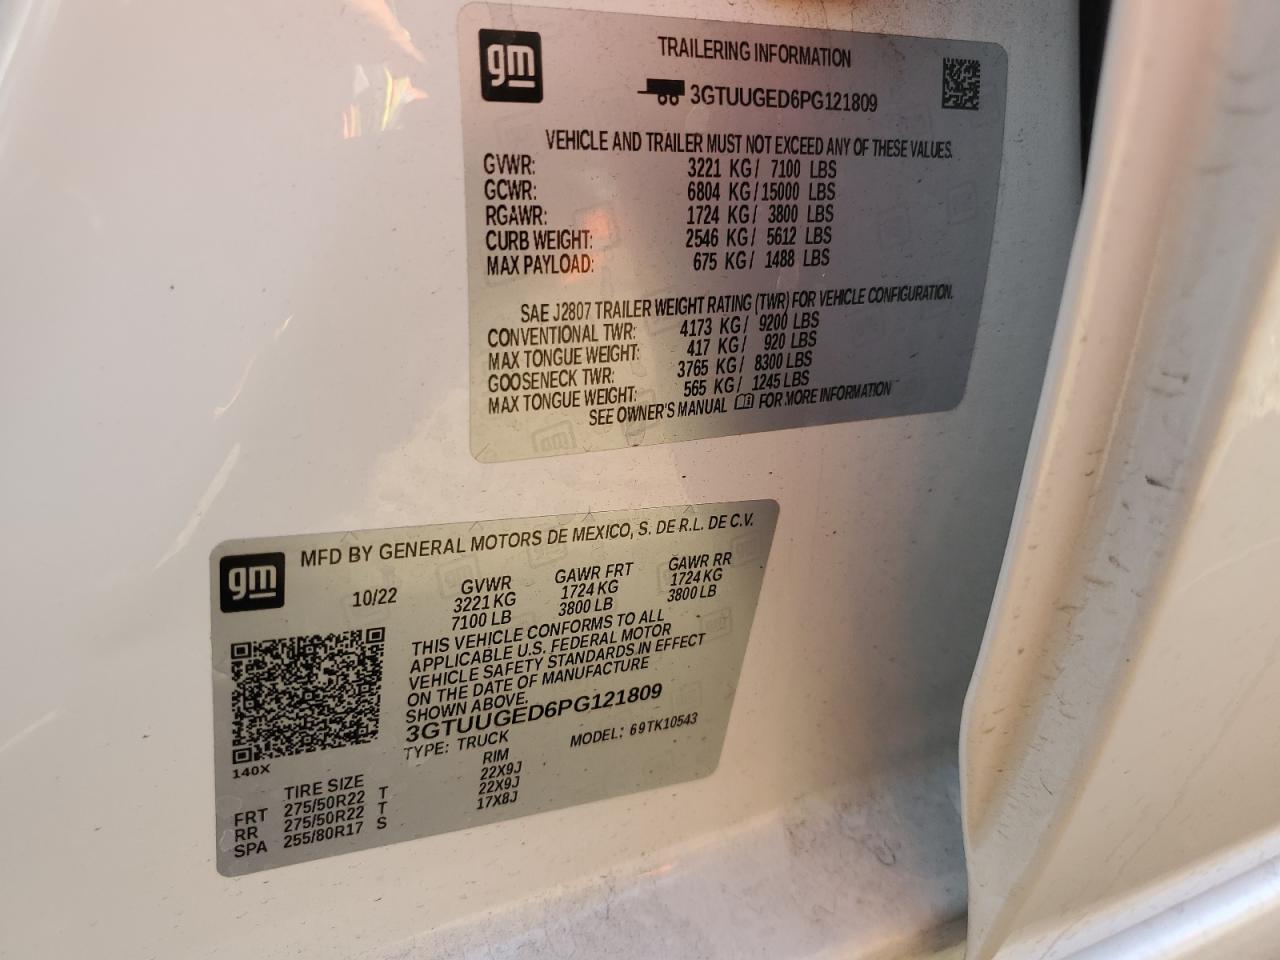 gm
TRAILERING INFORMATION
3GTUUGED6PG121809
VEHICLE AND TRAILER MUST NOT EXCEED ANY OF THESE VALUES.
GVWR: 3221 KG/ 7100 LBS
GCWR: 6804 KG/15000 LBS
RGAWR: 1724 KG/ 3800 LBS
CURB WEIGHT: 2546 KG/ 5612 LBS
MAX PAYLOAD: 675 KG/ 1488 LBS
SAE J2807 TRAILER WEIGHT RATING (TWR) FOR VEHICLE CONFIGURATION.
CONVENTIONAL TWR: 4173 KG/ 9200 LBS
MAX TONGUE WEIGHT: 417 KG/ 920 LBS
GOOSENECK TWR: 3765 KG/ 8300 LBS
MAX TONGUE WEIGHT: 565 KG/ 1245 LBS
SEE OWNER'S MANUAL FOR MORE INFORMATION
gm
MFD BY GENERAL MOTORS DE MEXICO, S. DE R.L. DE C.V.
10/22
GVWR GAWR FRT GAWR RR
3221 KG 1724 KG 1724 KG
7100 LB 3800 LB 3800 LB
THIS VEHICLE CONFORMS TO ALL
APPLICABLE U.S. FEDERAL MOTOR
VEHICLE SAFETY STANDARDS IN EFFECT
ON THE DATE OF MANUFACTURE
SHOWN ABOVE.
3GTUUGED6PG121809
TYPE: TRUCK MODEL: 69TK10543
140X
TIRE SIZE RIM
FRT 275/50R22 T 22X9J
RR 275/50R22 T 22X9J
SPA 255/80R17 S 17X8J